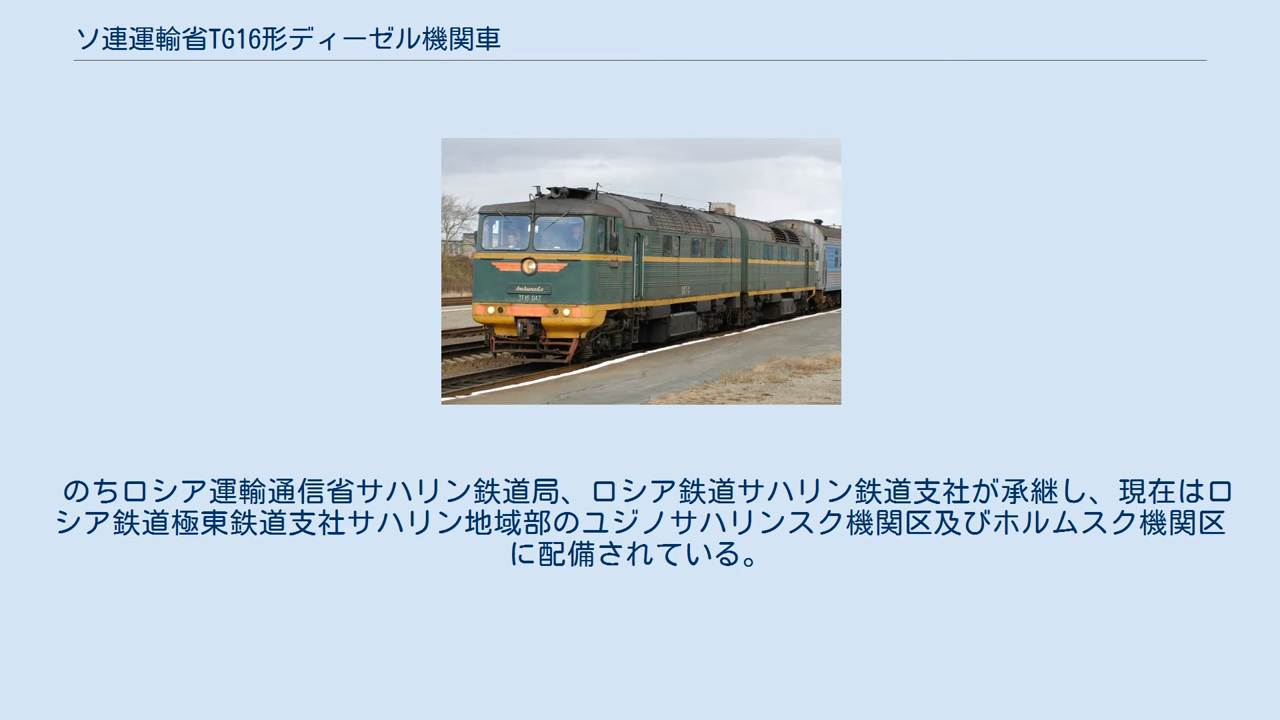 ソ連運輸省TG16形ディーゼル機関車
ТГ16 047
のちロシア運輸通信省サハリン鉄道局、ロシア鉄道サハリン鉄道支社が承継し、現在はロ
シア鉄道極東鉄道支社サハリン地域部のユジノサハリンスク機関区及びホルムスク機関区
に配備されている。